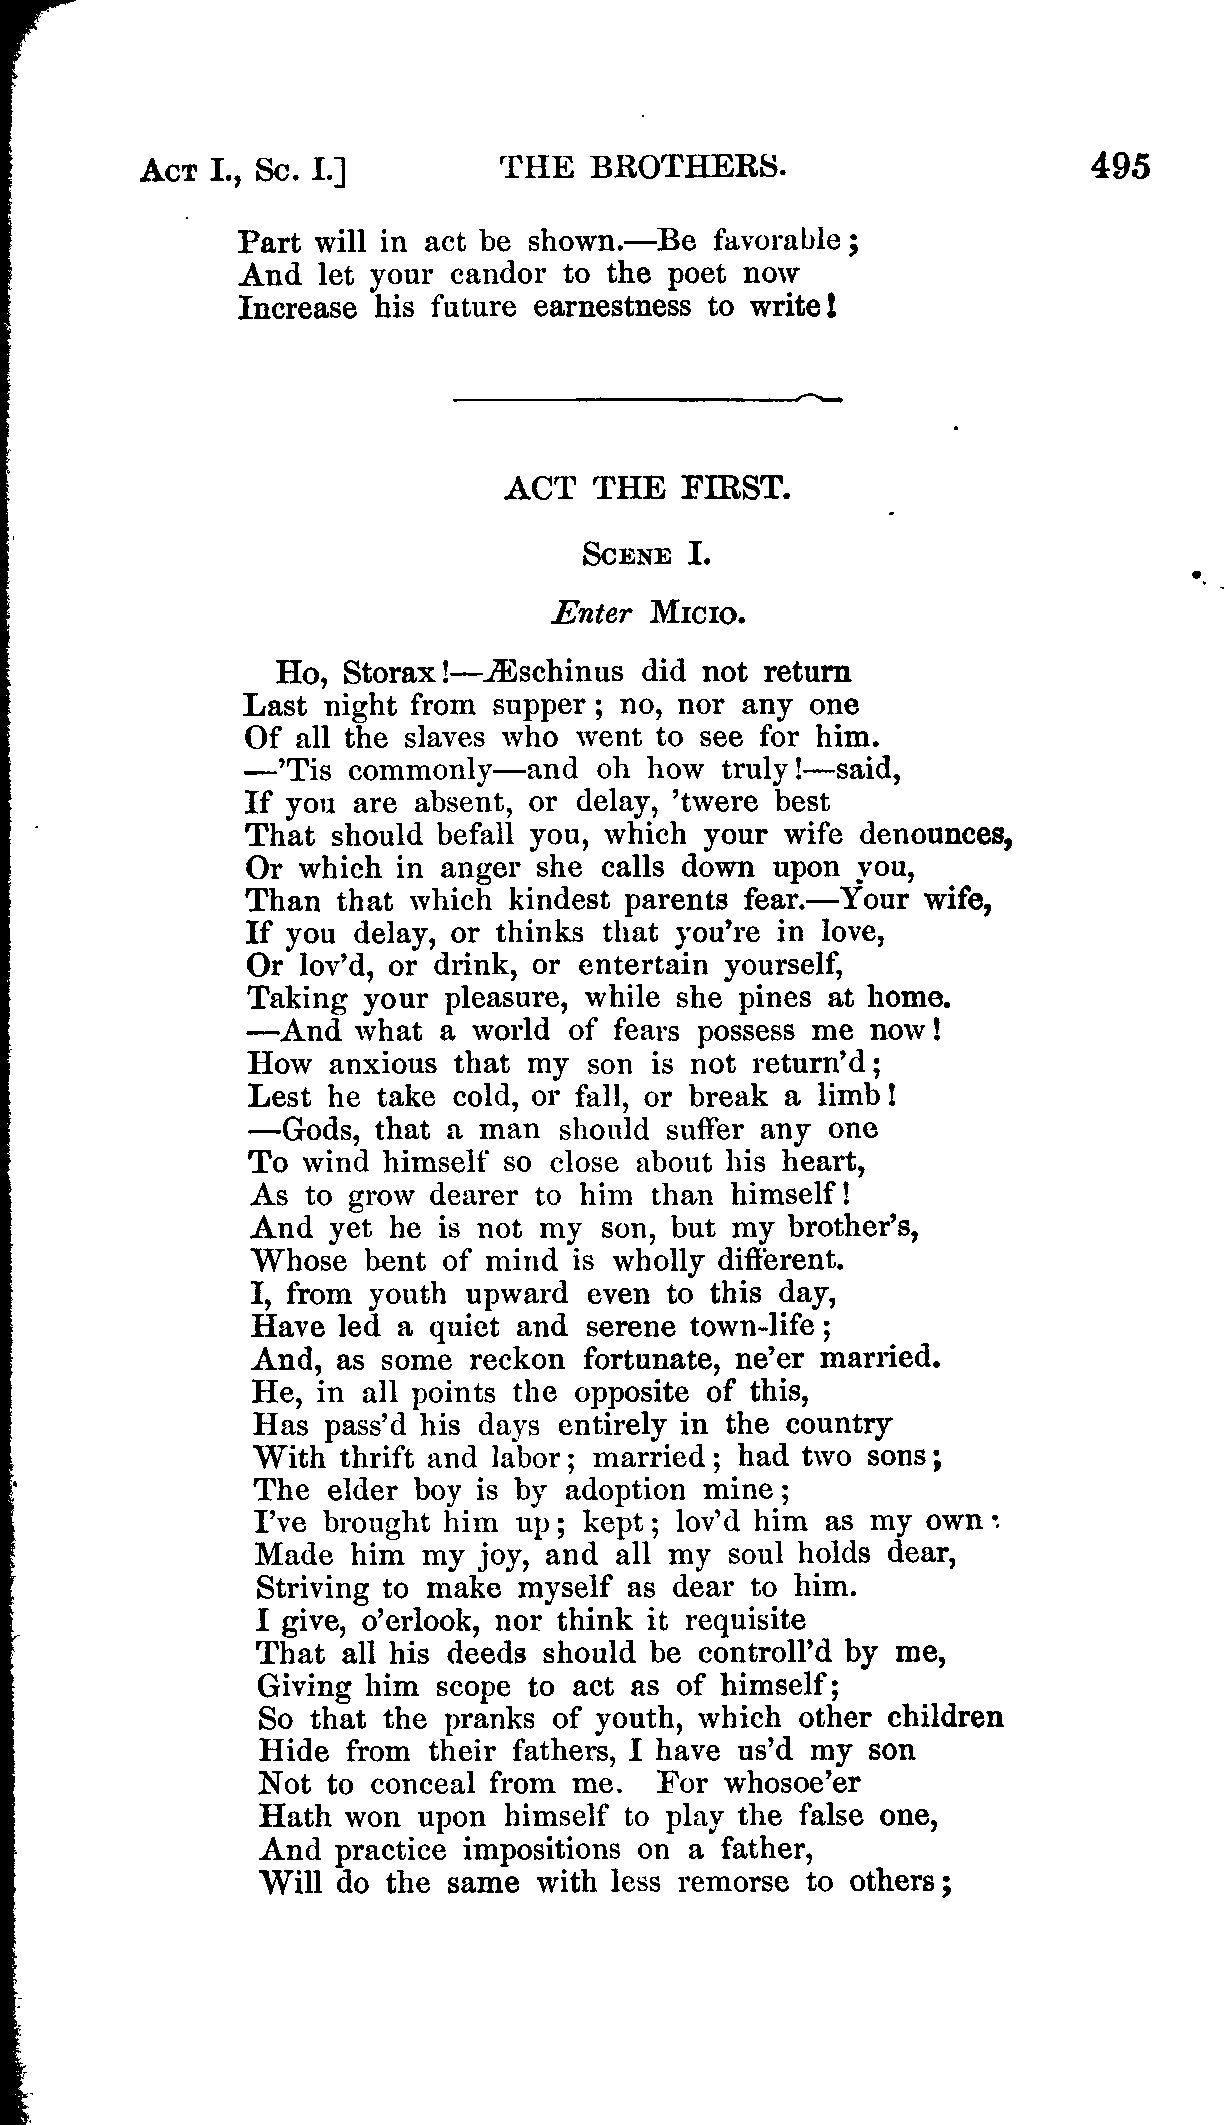 Act I., Sc. I.] THE BROTHERS. 495
Part will in act be shown.—Be favorable;
And let your candor to the poet now
Increase his future earnestness to write!
ACT THE FIRST.
Scene I.
Enter Micio.
Ho, Storax!—Æschinus did not return
Last night from supper; no, nor any one
Of all the slaves who went to see for him.
—'Tis commonly—and oh how truly!—said,
If you are absent, or delay, 'twere best
That should befall you, which your wife denounces,
Or which in anger she calls down upon you,
Than that which kindest parents fear.—Your wife,
If you delay, or thinks that you're in love,
Or lov'd, or drink, or entertain yourself,
Taking your pleasure, while she pines at home.
—And what a world of fears possess me now!
How anxious that my son is not return'd;
Lest he take cold, or fall, or break a limb!
—Gods, that a man should suffer any one
To wind himself so close about his heart,
As to grow dearer to him than himself!
And yet he is not my son, but my brother's,
Whose bent of mind is wholly different.
I, from youth upward even to this day,
Have led a quiet and serene town-life;
And, as some reckon fortunate, ne'er married.
He, in all points the opposite of this,
Has pass'd his days entirely in the country
With thrift and labor; married; had two sons;
The elder boy is by adoption mine;
I've brought him up; kept; lov'd him as my own;
Made him my joy, and all my soul holds dear,
Striving to make myself as dear to him.
I give, o'erlook, nor think it requisite
That all his deeds should be controll'd by me,
Giving him scope to act as of himself;
So that the pranks of youth, which other children
Hide from their fathers, I have us'd my son
Not to conceal from me. For whosoe'er
Hath won upon himself to play the false one,
And practice impositions on a father,
Will do the same with less remorse to others;